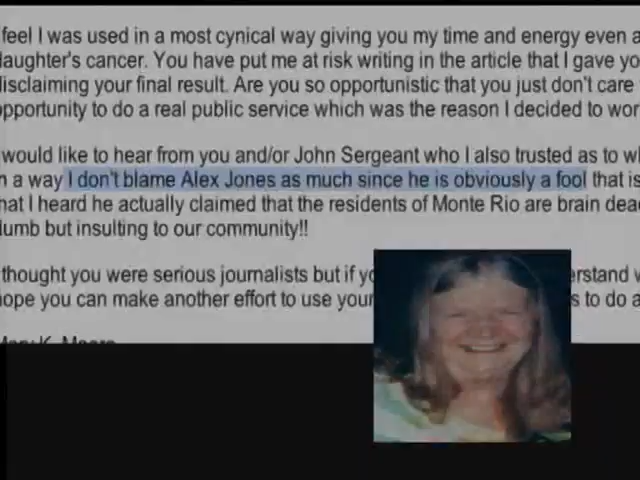 feel I was used in a most cynical way giving you my time and energy even a
daughter's cancer. You have put me at risk writing in the article that I gave yo
disclaiming your final result. Are you so opportunistic that you just don't care
opportunity to do a real public service which was the reason I decided to wor
would like to hear from you and/or John Sergeant who I also trusted as to w
n a way I don't blame Alex Jones as much since he is obviously a fool that is
hat I heard he actually claimed that the residents of Monte Rio are brain dea
lumb but insulting to our community!!
thought you were serious journalists but if yo erstand w
hope you can make another effort to use your s to do a
Mary K. Moore